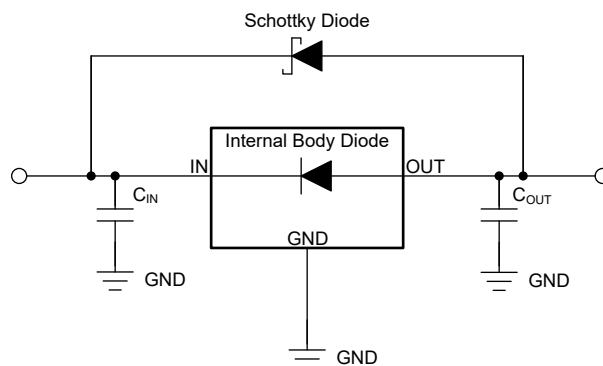 Schottky Diode
Internal Body Diode
IN
OUT
C_IN
C_OUT
GND
GND
GND
GND